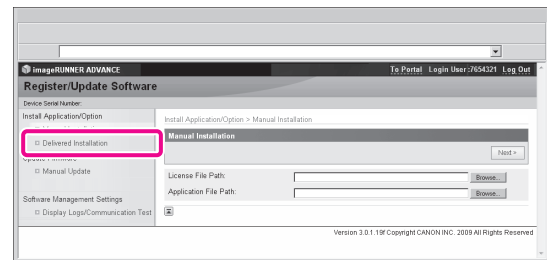 imageRUNNER ADVANCE
To Portal Login User:7654321 Log Out
Register/Update Software
Device Serial Number:
Install Application/Option
Delivered Installation
Manual Update
Software Management Settings
Display Logs/Communication Test
Install Application/Option > Manual Installation
Manual Installation
Next >
License File Path:
Browse...
Application File Path:
Browse...
Version 3.0.1.19f Copyright CANON INC. 2009 All Rights Reserved